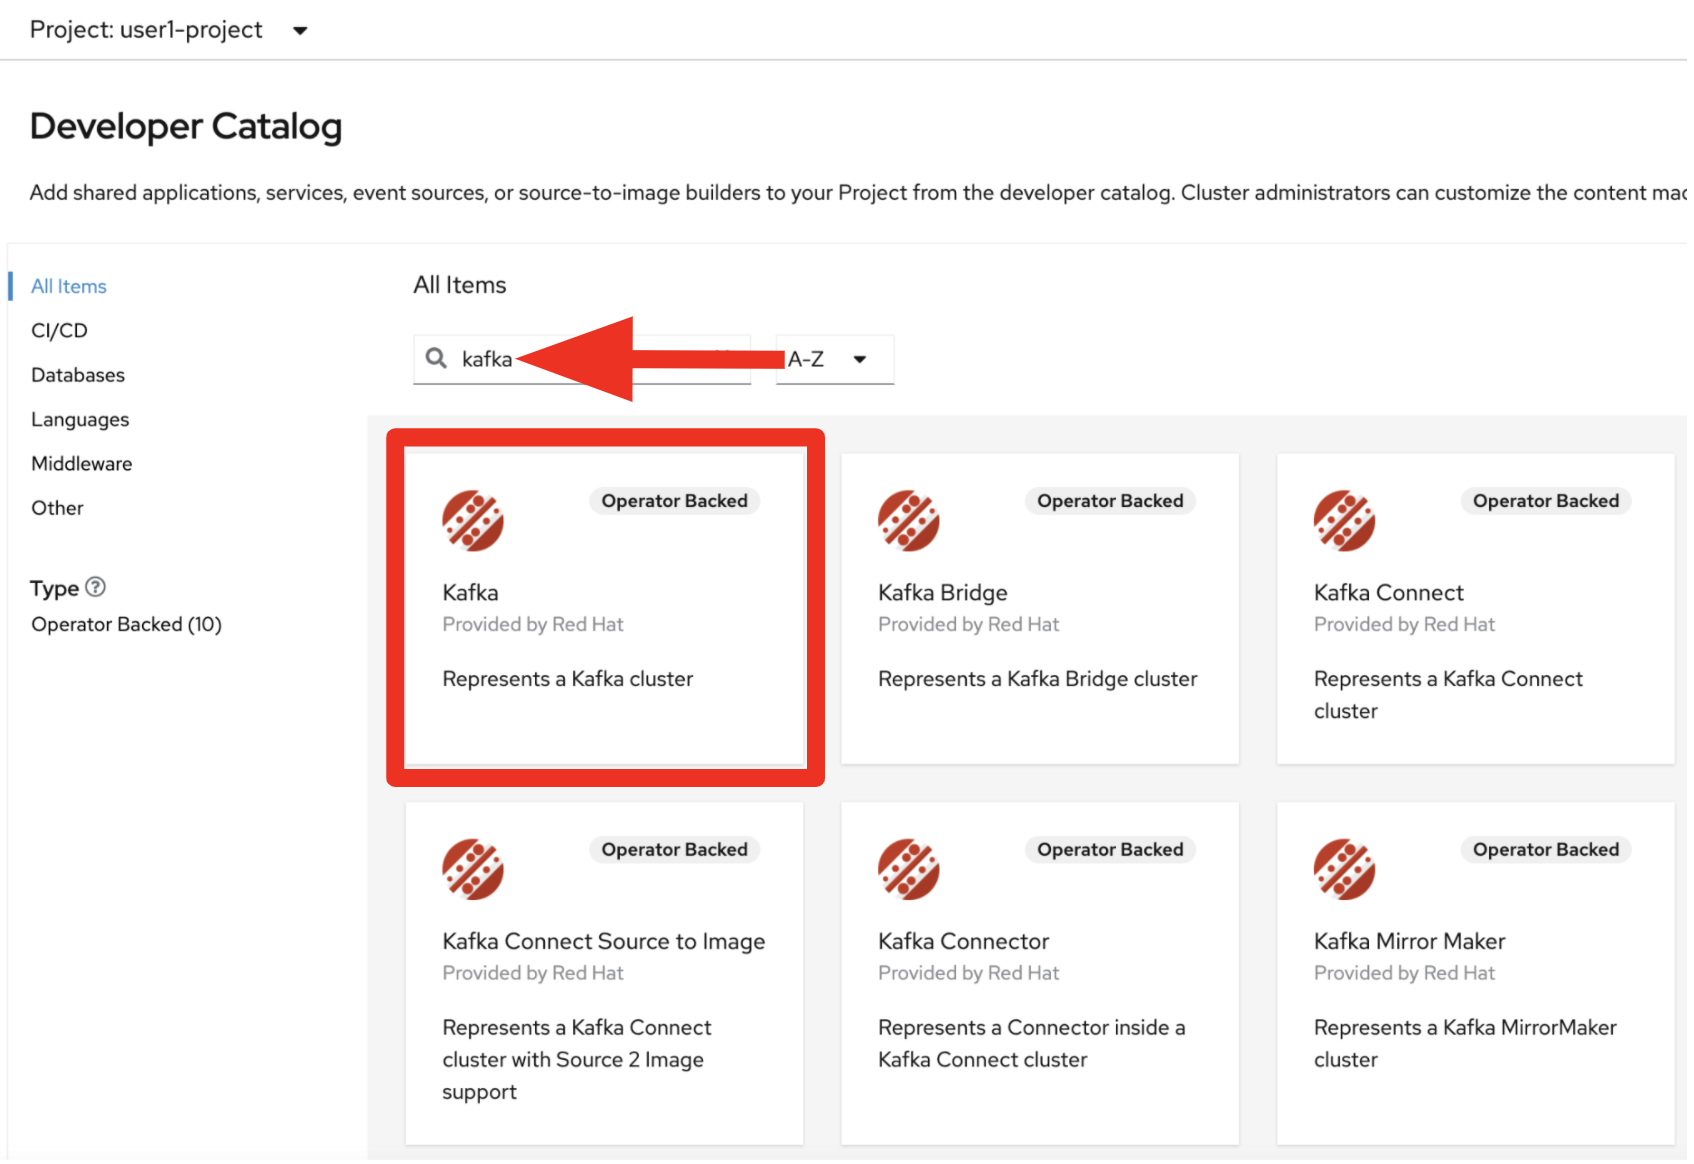 Project: user1-project
Developer Catalog
Add shared applications, services, event sources, or source-to-image builders to your Project from the developer catalog. Cluster administrators can customize the content
All Items
CI/CD
Databases
Languages
Middleware
Other
Type
Operator Backed (10)
All Items
kafka
A-Z
Operator Backed
Kafka
Provided by Red Hat
Represents a Kafka cluster
Operator Backed
Kafka Bridge
Provided by Red Hat
Represents a Kafka Bridge cluster
Operator Backed
Kafka Connect
Provided by Red Hat
Represents a Kafka Connect
cluster
Operator Backed
Kafka Connect Source to Image
Provided by Red Hat
Represents a Kafka Connect
cluster with Source 2 Image
support
Operator Backed
Kafka Connector
Provided by Red Hat
Represents a Connector inside a
Kafka Connect cluster
Operator Backed
Kafka Mirror Maker
Provided by Red Hat
Represents a Kafka MirrorMaker
cluster